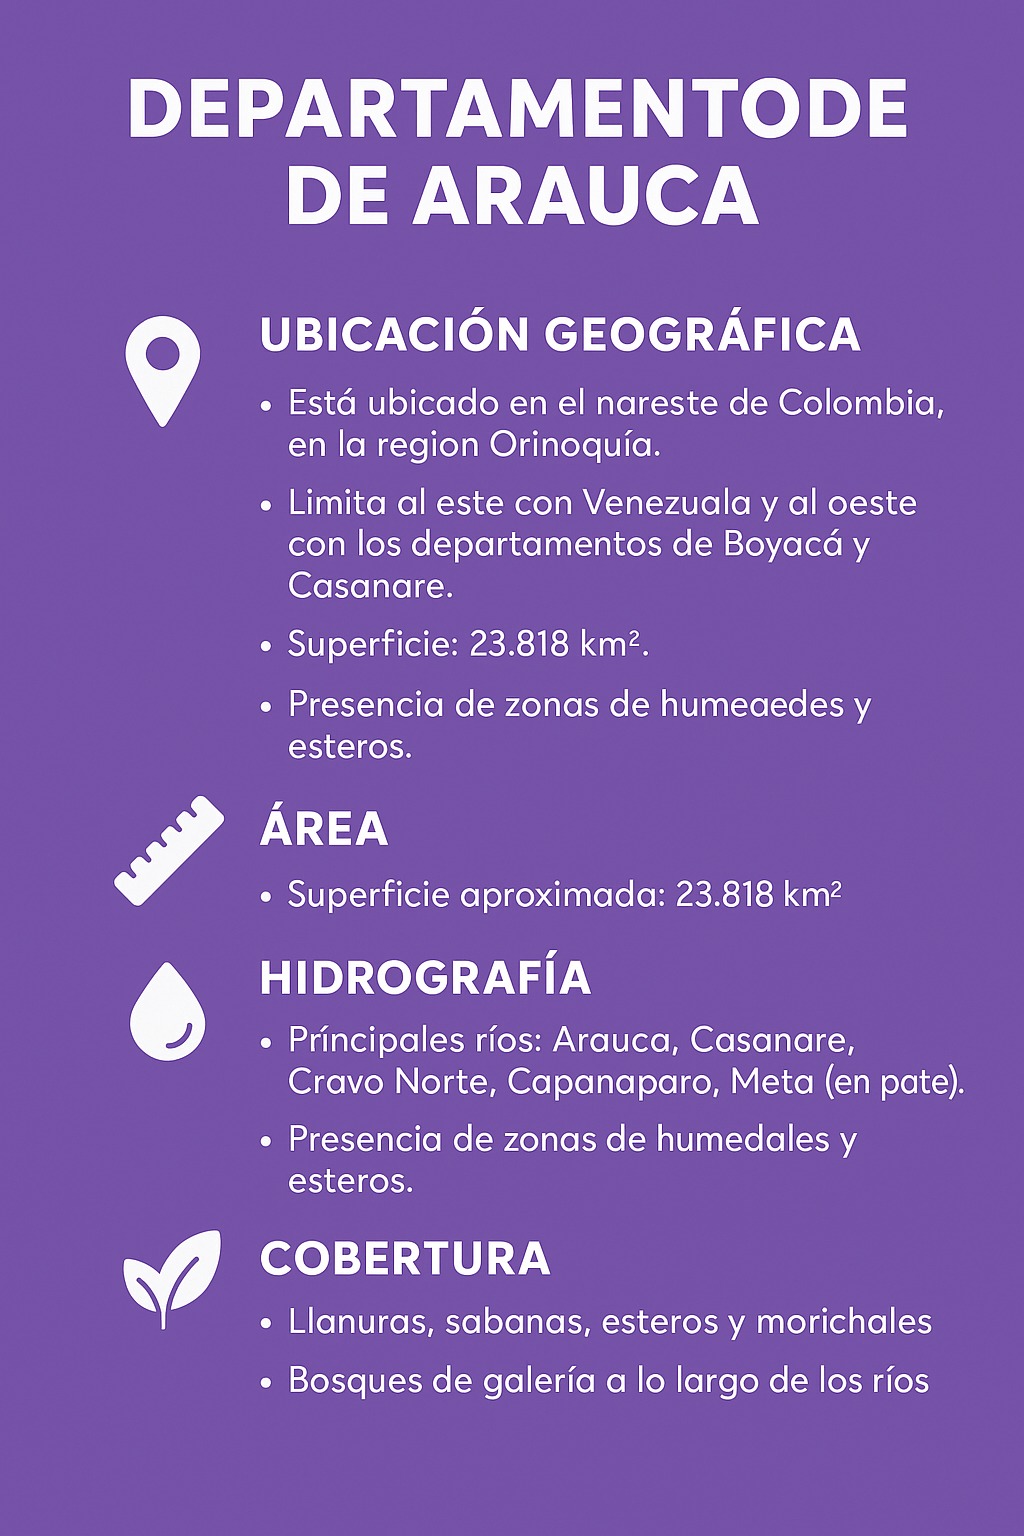 DEPARTAMENTODE
DE ARAUCA
UBICACIÓN GEOGRÁFICA
• Está ubicado en el nareste de Colombia,
en la region Orinoquía.
• Limita al este con Venezuala y al oeste
con los departamentos de Boyacá y
Casanare.
• Superficie: 23.818 km².
• Presencia de zonas de humeaedes y
esteros.
ÁREA
• Superficie aproximada: 23.818 km²
HIDROGRAFÍA
• Príncipales ríos: Arauca, Casanare,
Cravo Norte, Capanaparo, Meta (en pate).
• Presencia de zonas de humedales y
esteros.
COBERTURA
• Llanuras, sabanas, esteros y morichales
• Bosques de galería a lo largo de los ríos